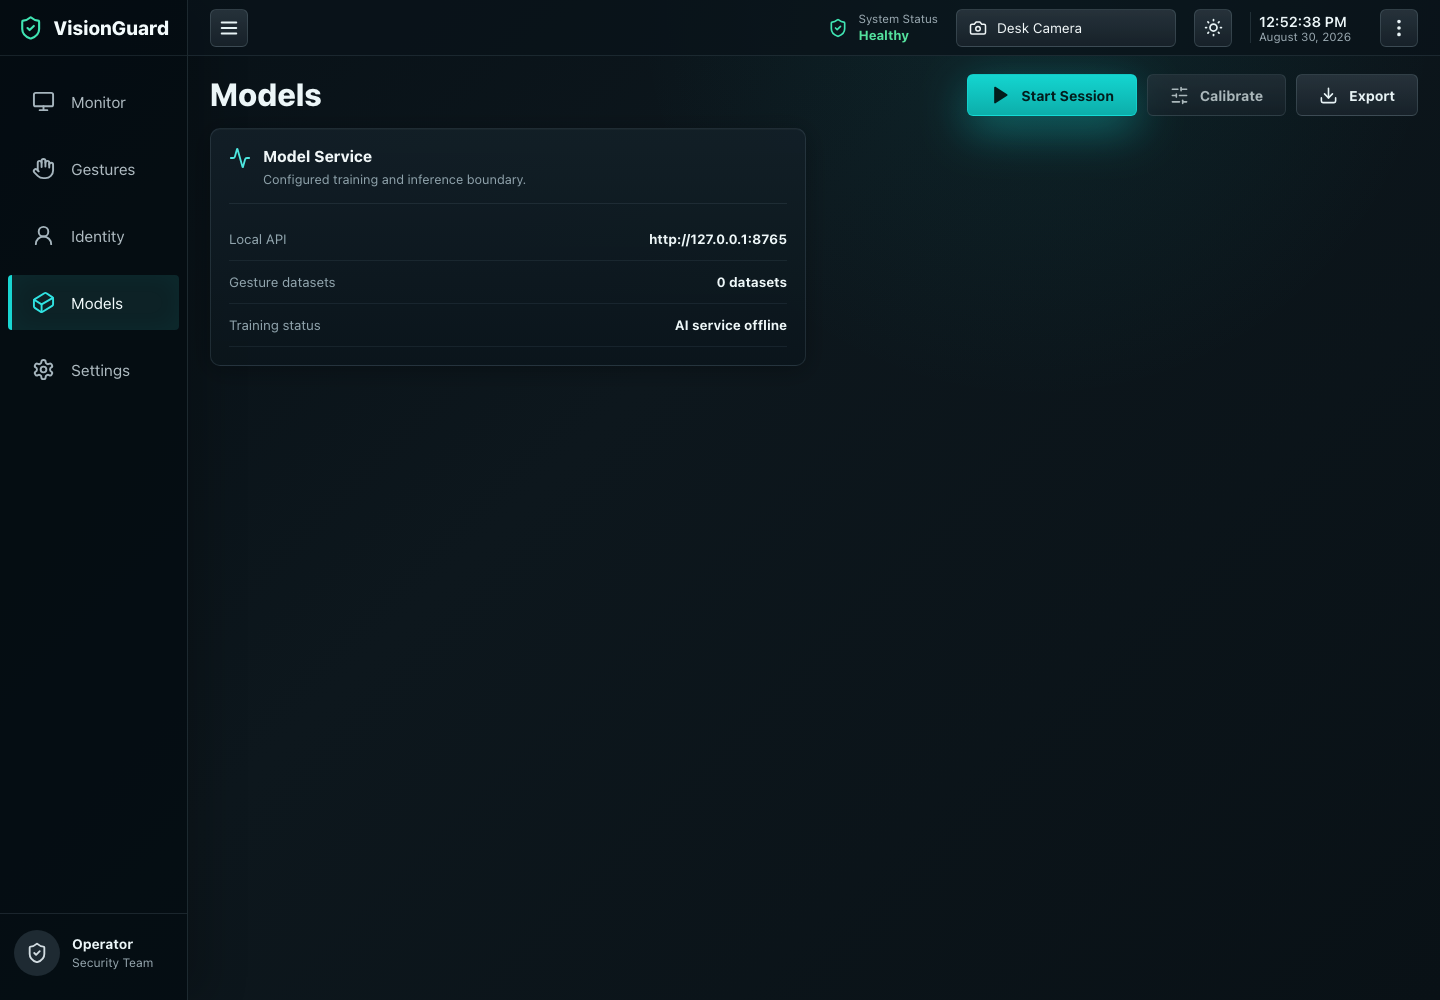 VisionGuard
System Status
Healthy
Desk Camera
12:52:38 PM
August 30, 2026
Monitor
Gestures
Identity
Models
Settings
Models
Start Session
Calibrate
Export
Model Service
Configured training and inference boundary.
Local API http://127.0.0.1:8765
Gesture datasets 0 datasets
Training status AI service offline
Operator
Security Team